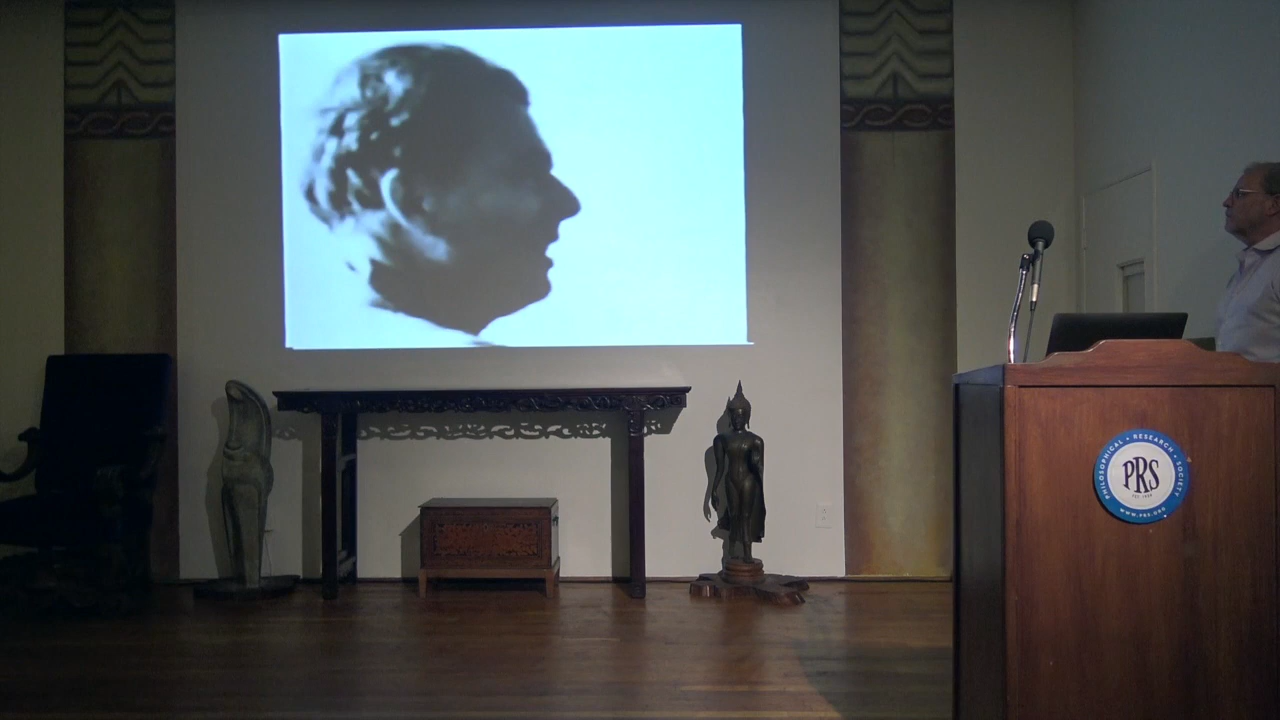 PHILOSOPHICAL • RESEARCH • SOCIETY
PRS
WWW.PRS.ORG